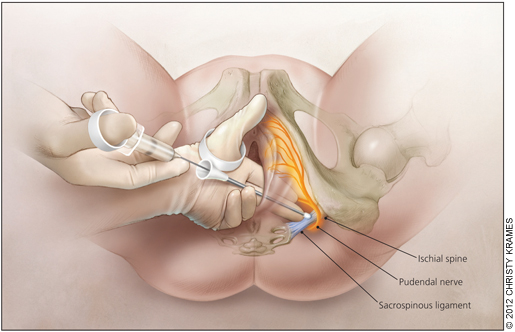 Ischial spine
Pudendal nerve
Sacrospinous ligament
© 2012 CHRISTY KRAMES